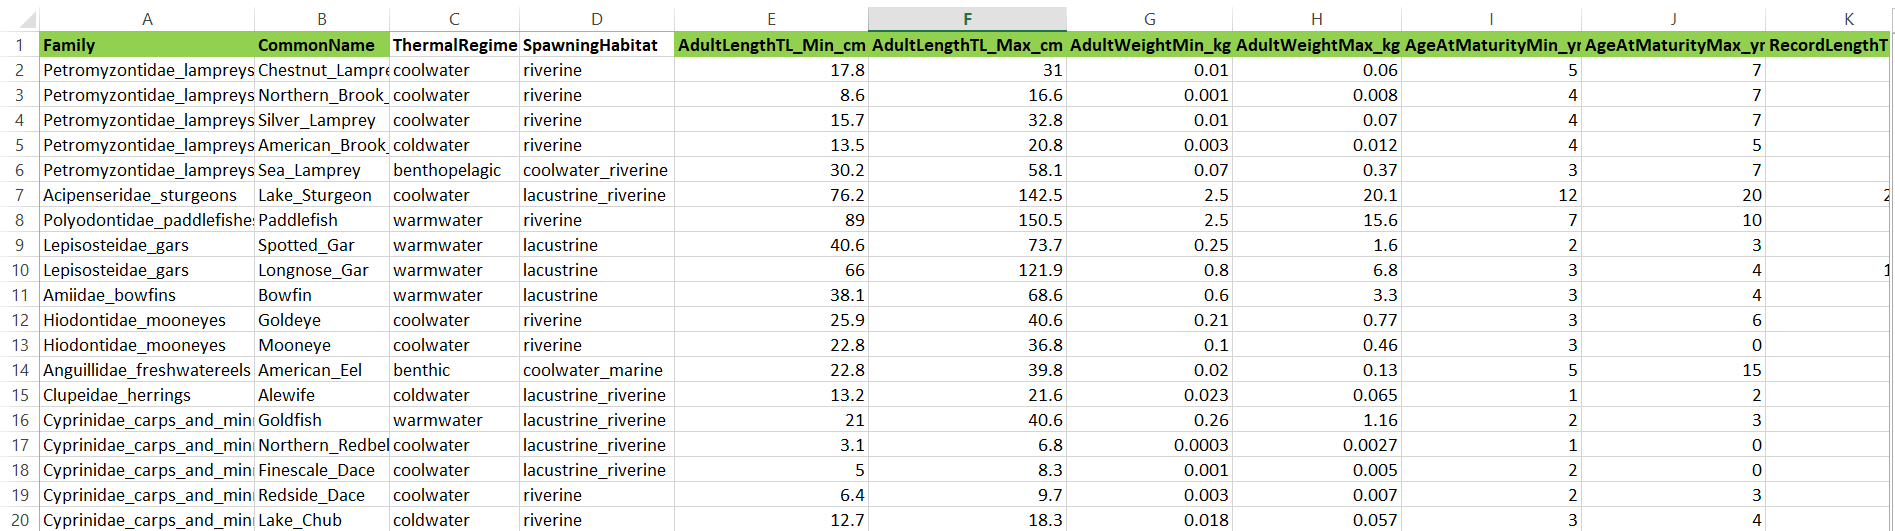 A B C D E F G H I J K
1 Family CommonName ThermalRegime SpawningHabitat AdultLengthTL_Min_cm AdultLengthTL_Max_cm AdultWeightMin_kg AdultWeightMax_kg AgeAtMaturityMin_yr AgeAtMaturityMax_yr RecordLengthT
2 Petromyzontidae_lampreys Chestnut_Lampre coolwater riverine 17.8 31 0.01 0.06 5 7
3 Petromyzontidae_lampreys Northern_Brook_ coolwater riverine 8.6 16.6 0.001 0.008 4 7
4 Petromyzontidae_lampreys Silver_Lamprey coolwater riverine 15.7 32.8 0.01 0.07 4 7
5 Petromyzontidae_lampreys American_Brook_ coldwater riverine 13.5 20.8 0.003 0.012 4 5
6 Petromyzontidae_lampreys Sea_Lamprey benthopelagic coolwater_riverine 30.2 58.1 0.07 0.37 3 7
7 Acipenseridae_sturgeons Lake_Sturgeon coolwater lacustrine_riverine 76.2 142.5 2.5 20.1 12 20 2
8 Polyodontidae_paddlefishes Paddlefish warmwater riverine 89 150.5 2.5 15.6 7 10
9 Lepisosteidae_gars Spotted_Gar warmwater lacustrine 40.6 73.7 0.25 1.6 2 3
10 Lepisosteidae_gars Longnose_Gar warmwater lacustrine 66 121.9 0.8 6.8 3 4 1
11 Amiidae_bowfins Bowfin warmwater lacustrine 38.1 68.6 0.6 3.3 3 4
12 Hiodontidae_mooneyes Goldeye coolwater riverine 25.9 40.6 0.21 0.77 3 6
13 Hiodontidae_mooneyes Mooneye coolwater riverine 22.8 36.8 0.1 0.46 3 0
14 Anguillidae_freshwatereels American_Eel benthic coolwater_marine 22.8 39.8 0.02 0.13 5 15
15 Clupeidae_herrings Alewife coldwater lacustrine_riverine 13.2 21.6 0.023 0.065 1 2
16 Cyprinidae_carps_and_minn Goldfish warmwater lacustrine_riverine 21 40.6 0.26 1.16 2 3
17 Cyprinidae_carps_and_minn Northern_Redbel coolwater lacustrine_riverine 3.1 6.8 0.0003 0.0027 1 0
18 Cyprinidae_carps_and_minn Finescale_Dace coolwater lacustrine_riverine 5 8.3 0.001 0.005 2 0
19 Cyprinidae_carps_and_minn Redside_Dace coolwater riverine 6.4 9.7 0.003 0.007 2 3
20 Cyprinidae_carps_and_minn Lake_Chub coldwater riverine 12.7 18.3 0.018 0.057 3 4